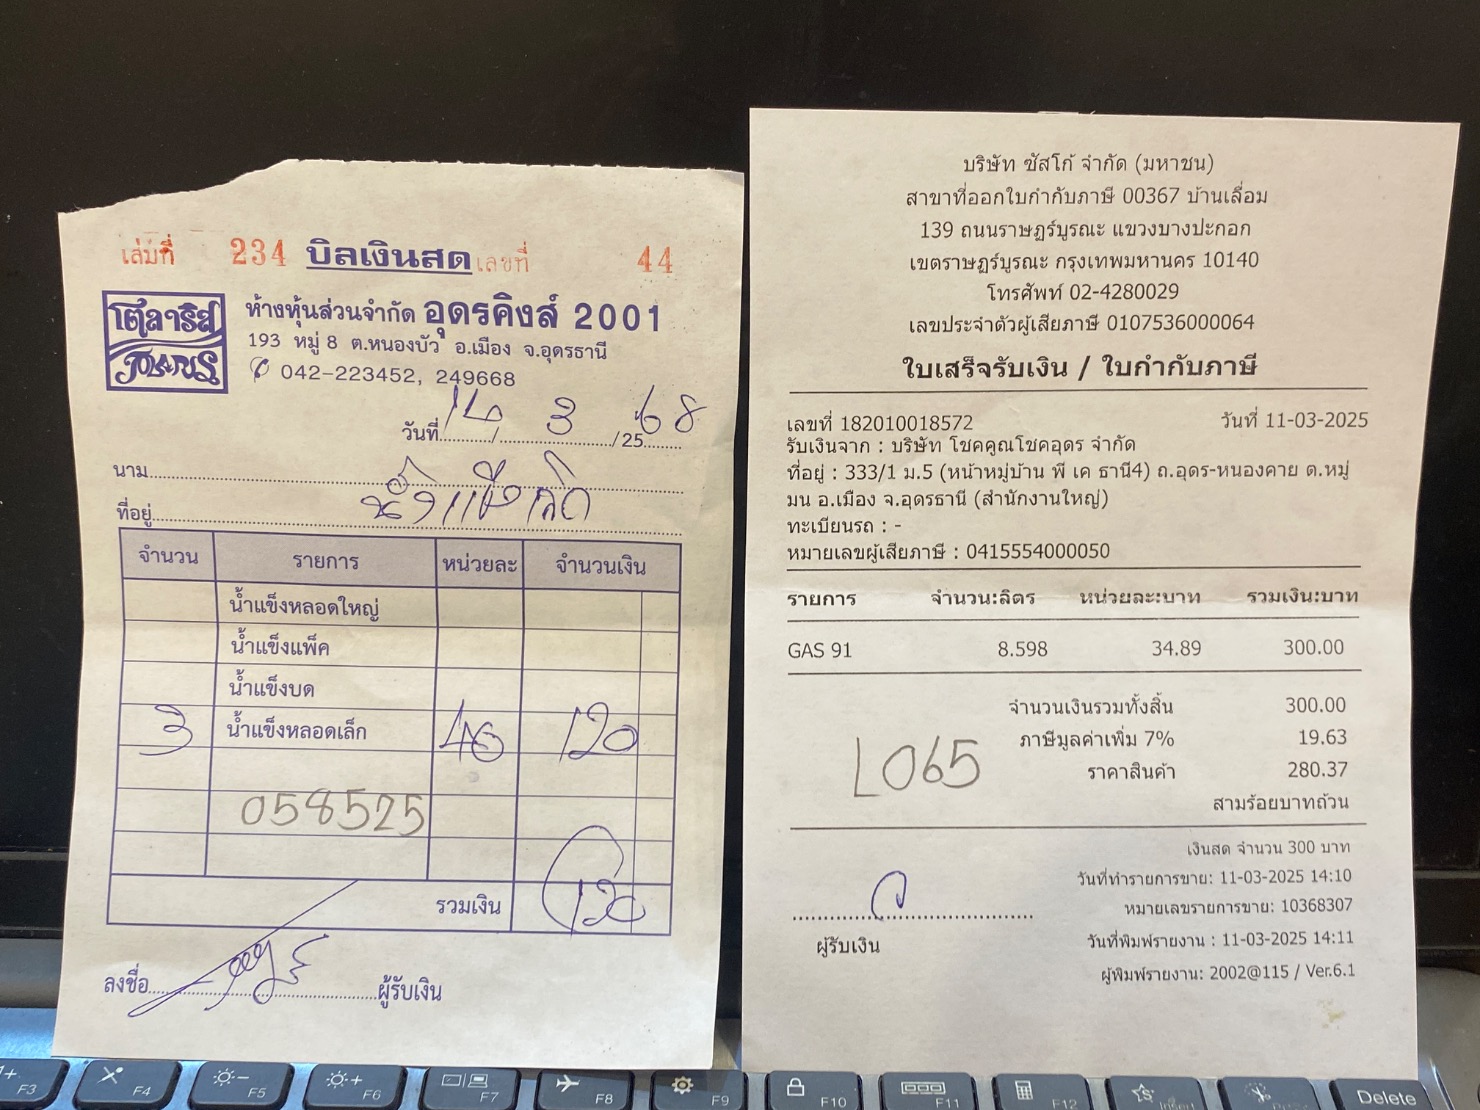 เล่มที่ 234 บิลเงินสด เลขที่ 44
โตลาริส
POLARIS
ห้างหุ้นส่วนจำกัด อุดรคิงส์ 2001
193 หมู่ 8 ต.หนองบัว อ.เมือง จ.อุดรธานี
042-223452, 249668
วันที่ 14 / 3 / 25 68
นาม
ที่อยู่
จำนวน รายการ หน่วยละ จำนวนเงิน
น้ำแข็งหลอดใหญ่
น้ำแข็งแพ็ค
น้ำแข็งบด
3 น้ำแข็งหลอดเล็ก 40 120
058525
รวมเงิน 120
ลงชื่อ ผู้รับเงิน
บริษัท ซัสโก้ จำกัด (มหาชน)
สาขาที่ออกใบกำกับภาษี 00367 บ้านเลื่อม
139 ถนนราษฎร์บูรณะ แขวงบางปะกอก
เขตราษฎร์บูรณะ กรุงเทพมหานคร 10140
โทรศัพท์ 02-4280029
เลขประจำตัวผู้เสียภาษี 0107536000064
ใบเสร็จรับเงิน / ใบกำกับภาษี
เลขที่ 182010018572 วันที่ 11-03-2025
รับเงินจาก : บริษัท โชคคูณโชคอุดร จำกัด
ที่อยู่ : 333/1 ม.5 (หน้าหมู่บ้าน พี เค ธานี4) ถ.อุดร-หนองคาย ต.หมู
มน อ.เมือง จ.อุดรธานี (สำนักงานใหญ่)
ทะเบียนรถ : -
หมายเลขผู้เสียภาษี : 0415554000050
รายการ จำนวน:ลิตร หน่วยละ:บาท รวมเงิน:บาท
GAS 91 8.598 34.89 300.00
จำนวนเงินรวมทั้งสิ้น 300.00
ภาษีมูลค่าเพิ่ม 7% 19.63
L065
ราคาสินค้า 280.37
สามร้อยบาทถ้วน
เงินสด จำนวน 300 บาท
วันที่ทำรายการขาย: 11-03-2025 14:10
หมายเลขรายการขาย: 10368307
ผู้รับเงิน
วันที่พิมพ์รายงาน : 11-03-2025 14:11
ผู้พิมพ์รายงาน: 2002@115 / Ver.6.1
F3 F4 F5 F6 F7 F8 F9 F10 F11 F12 Insert Delete